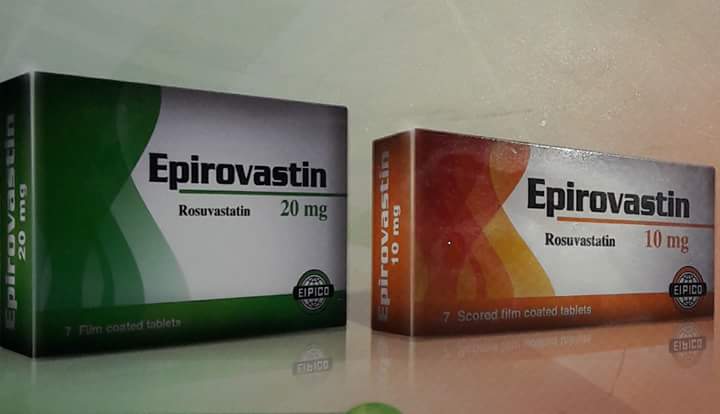 Epirovastin
20 mg
Epirovastin
Rosuvastatin 20 mg
EIPICO
7 Film coated tablets
Epirovastin
10 mg
Epirovastin
Rosuvastatin 10 mg
EIPICO
7 Scored film coated tablets